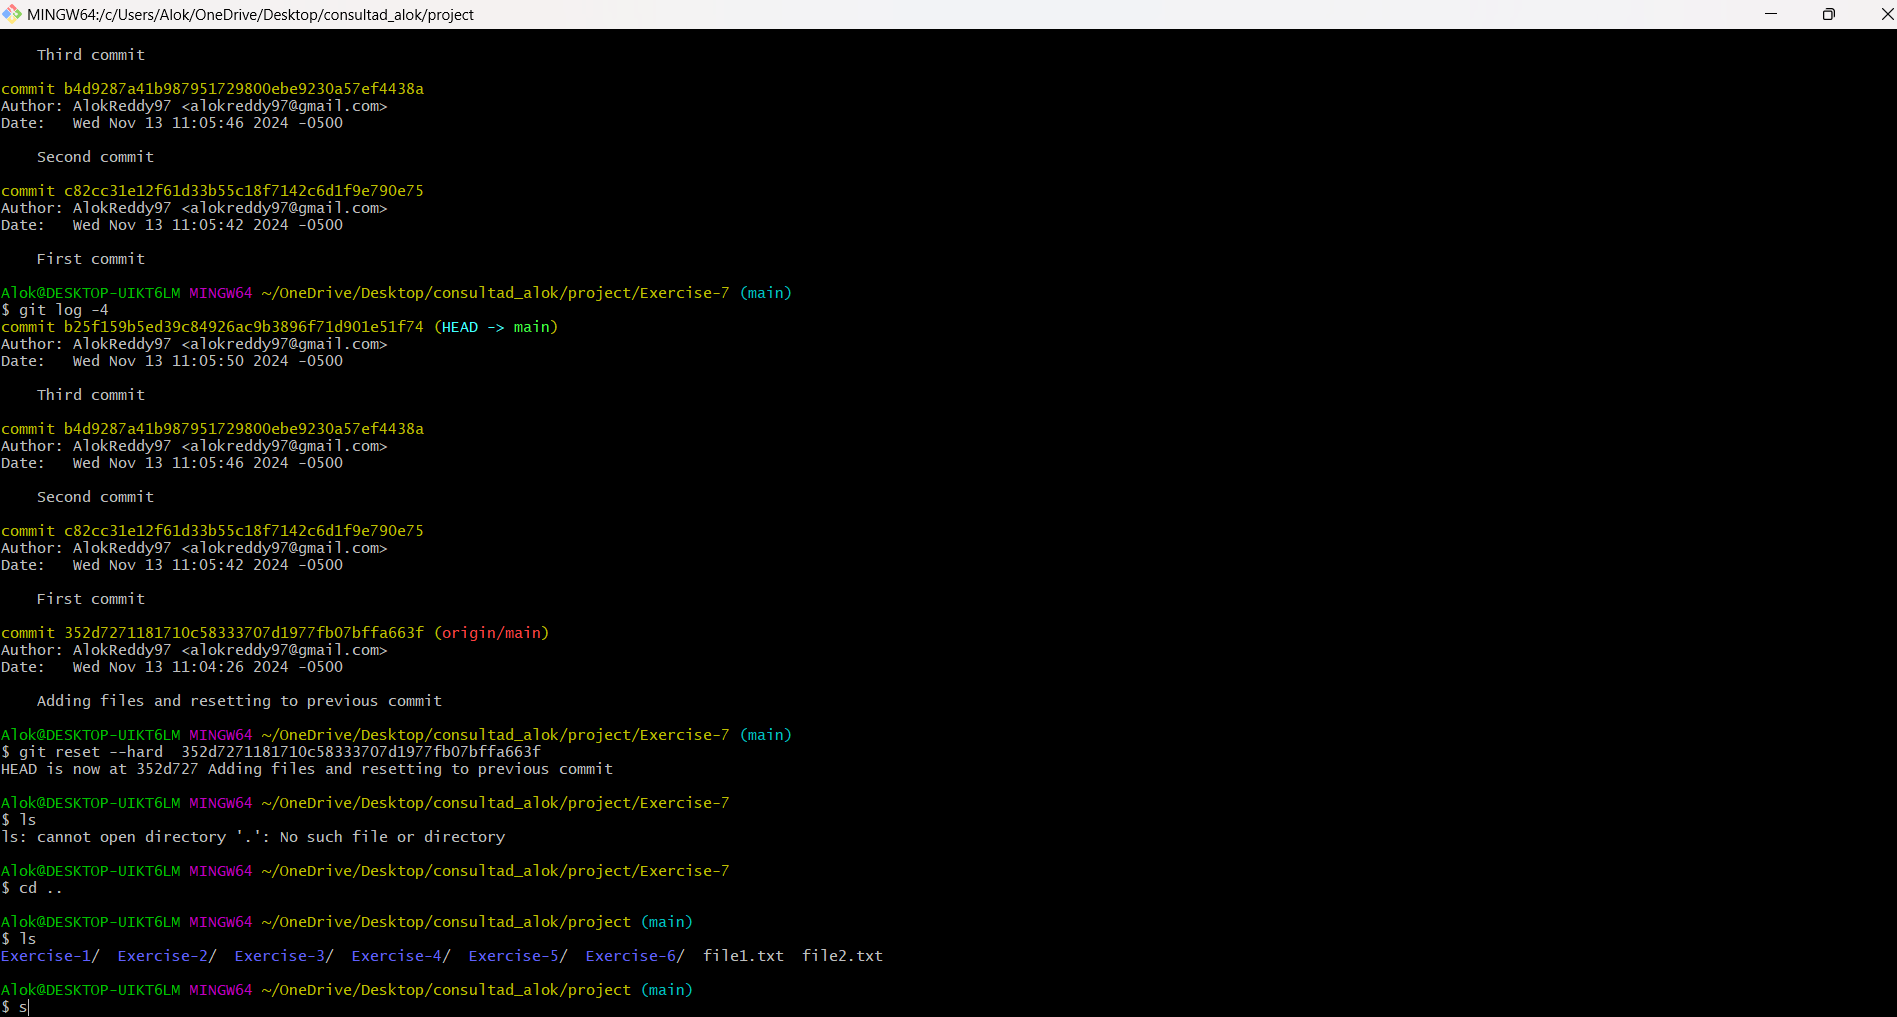 MINGW64:/c/Users/Alok/OneDrive/Desktop/consultad_alok/project
Third commit
commit b4d9287a41b987951729800ebe9230a57ef4438a
Author: AlokReddy97 <alokreddy97@gmail.com>
Date:   Wed Nov 13 11:05:46 2024 -0500
Second commit
commit c82cc31e12f61d33b55c18f7142c6d1f9e790e75
Author: AlokReddy97 <alokreddy97@gmail.com>
Date:   Wed Nov 13 11:05:42 2024 -0500
First commit
Alok@DESKTOP-UIKT6LM MINGW64 ~/OneDrive/Desktop/consultad_alok/project/Exercise-7 (main)
$ git log -4
commit b25f159b5ed39c84926ac9b3896f71d901e51f74 (HEAD -> main)
Author: AlokReddy97 <alokreddy97@gmail.com>
Date:   Wed Nov 13 11:05:50 2024 -0500
Third commit
commit b4d9287a41b987951729800ebe9230a57ef4438a
Author: AlokReddy97 <alokreddy97@gmail.com>
Date:   Wed Nov 13 11:05:46 2024 -0500
Second commit
commit c82cc31e12f61d33b55c18f7142c6d1f9e790e75
Author: AlokReddy97 <alokreddy97@gmail.com>
Date:   Wed Nov 13 11:05:42 2024 -0500
First commit
commit 352d7271181710c58333707d1977fb07bffa663f (origin/main)
Author: AlokReddy97 <alokreddy97@gmail.com>
Date:   Wed Nov 13 11:04:26 2024 -0500
Adding files and resetting to previous commit
Alok@DESKTOP-UIKT6LM MINGW64 ~/OneDrive/Desktop/consultad_alok/project/Exercise-7 (main)
$ git reset --hard  352d7271181710c58333707d1977fb07bffa663f
HEAD is now at 352d727 Adding files and resetting to previous commit
Alok@DESKTOP-UIKT6LM MINGW64 ~/OneDrive/Desktop/consultad_alok/project/Exercise-7
$ ls
ls: cannot open directory '.': No such file or directory
Alok@DESKTOP-UIKT6LM MINGW64 ~/OneDrive/Desktop/consultad_alok/project/Exercise-7
$ cd ..
Alok@DESKTOP-UIKT6LM MINGW64 ~/OneDrive/Desktop/consultad_alok/project (main)
$ ls
Exercise-1/  Exercise-2/  Exercise-3/  Exercise-4/  Exercise-5/  Exercise-6/  file1.txt  file2.txt
Alok@DESKTOP-UIKT6LM MINGW64 ~/OneDrive/Desktop/consultad_alok/project (main)
$ s